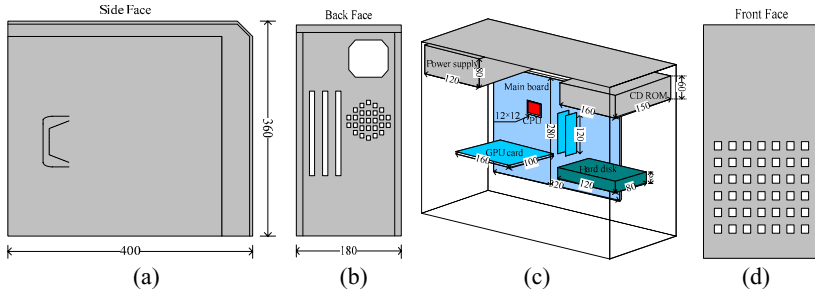 Side Face
Back Face
Front Face
360
400
180
Power supply
120
80
Main board
CPU
12×12
280
160
CD ROM
150
60
120
GPU card
160
100
Hard disk
220
120
80
(a)
(b)
(c)
(d)